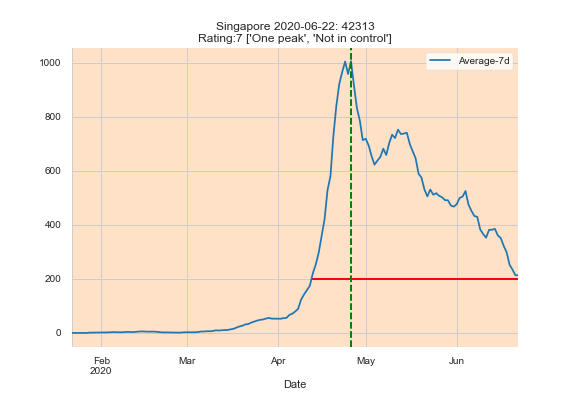 Singapore 2020-06-22: 42313
Rating:7 ['One peak', 'Not in control']
Average-7d
1000
800
600
400
200
0
Feb
2020
Mar
Apr
May
Jun
Date